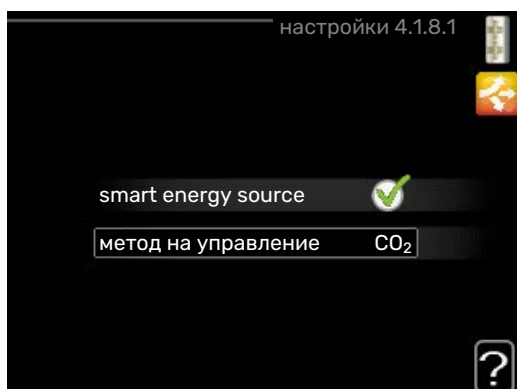 настройки 4.1.8.1
smart energy source
метод на управление CO₂
?